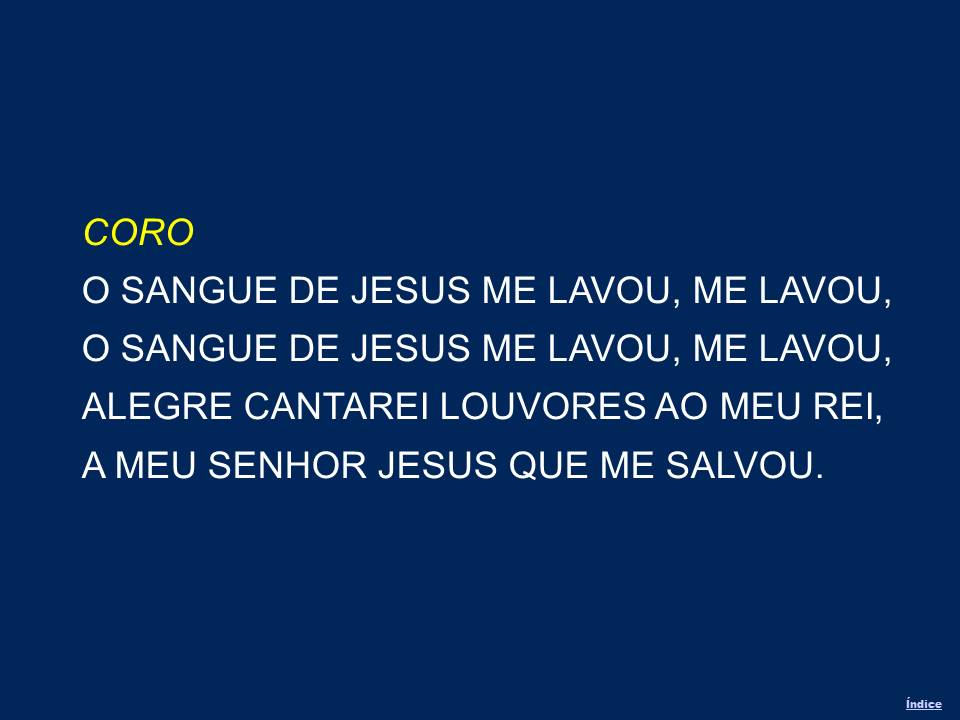 CORO
O SANGUE DE JESUS ME LAVOU, ME LAVOU,
O SANGUE DE JESUS ME LAVOU, ME LAVOU,
ALEGRE CANTAREI LOUVORES AO MEU REI,
A MEU SENHOR JESUS QUE ME SALVOU.
Índice